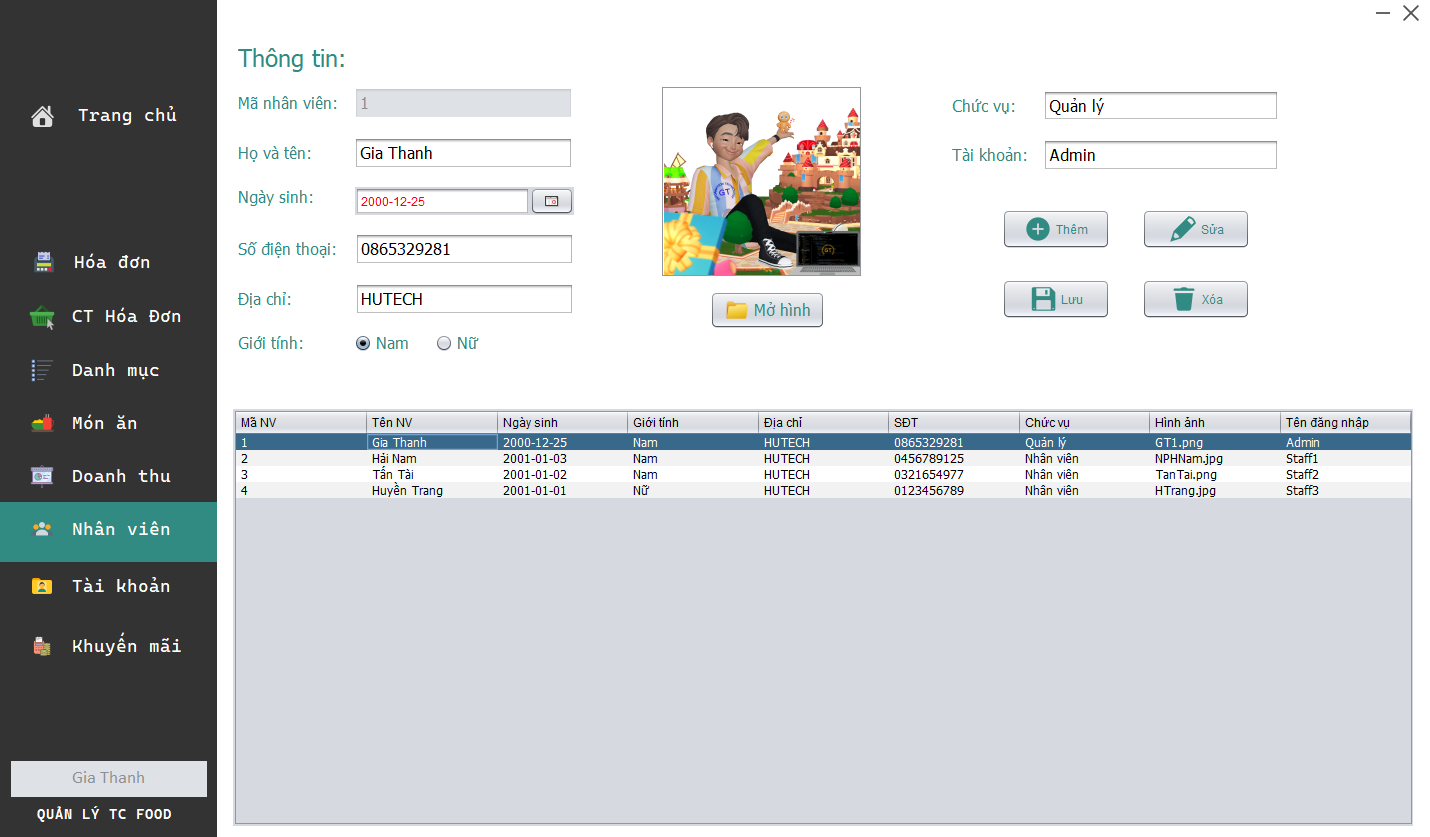 Trang chủ
Hóa đơn
CT Hóa Đơn
Danh mục
Món ăn
Doanh thu
Nhân viên
Tài khoản
Khuyến mãi
Gia Thanh
QUẢN LÝ TC FOOD
Thông tin:
Mã nhân viên: 1
Họ và tên: Gia Thanh
Ngày sinh: 2000-12-25
Số điện thoại: 0865329281
Địa chỉ: HUTECH
Giới tính: Nam Nữ
GT
GT
Mở hình
Chức vụ: Quản lý
Tài khoản: Admin
Thêm Sửa
Lưu Xóa
Mã NV Tên NV Ngày sinh Giới tính Địa chỉ SĐT Chức vụ Hình ảnh Tên đăng nhập
1 Gia Thanh 2000-12-25 Nam HUTECH 0865329281 Quản lý GT1.png Admin
2 Hải Nam 2001-01-03 Nam HUTECH 0456789125 Nhân viên NPHNam.jpg Staff1
3 Tấn Tài 2001-01-02 Nam HUTECH 0321654977 Nhân viên TanTai.png Staff2
4 Huyền Trang 2001-01-01 Nữ HUTECH 0123456789 Nhân viên HTrang.jpg Staff3